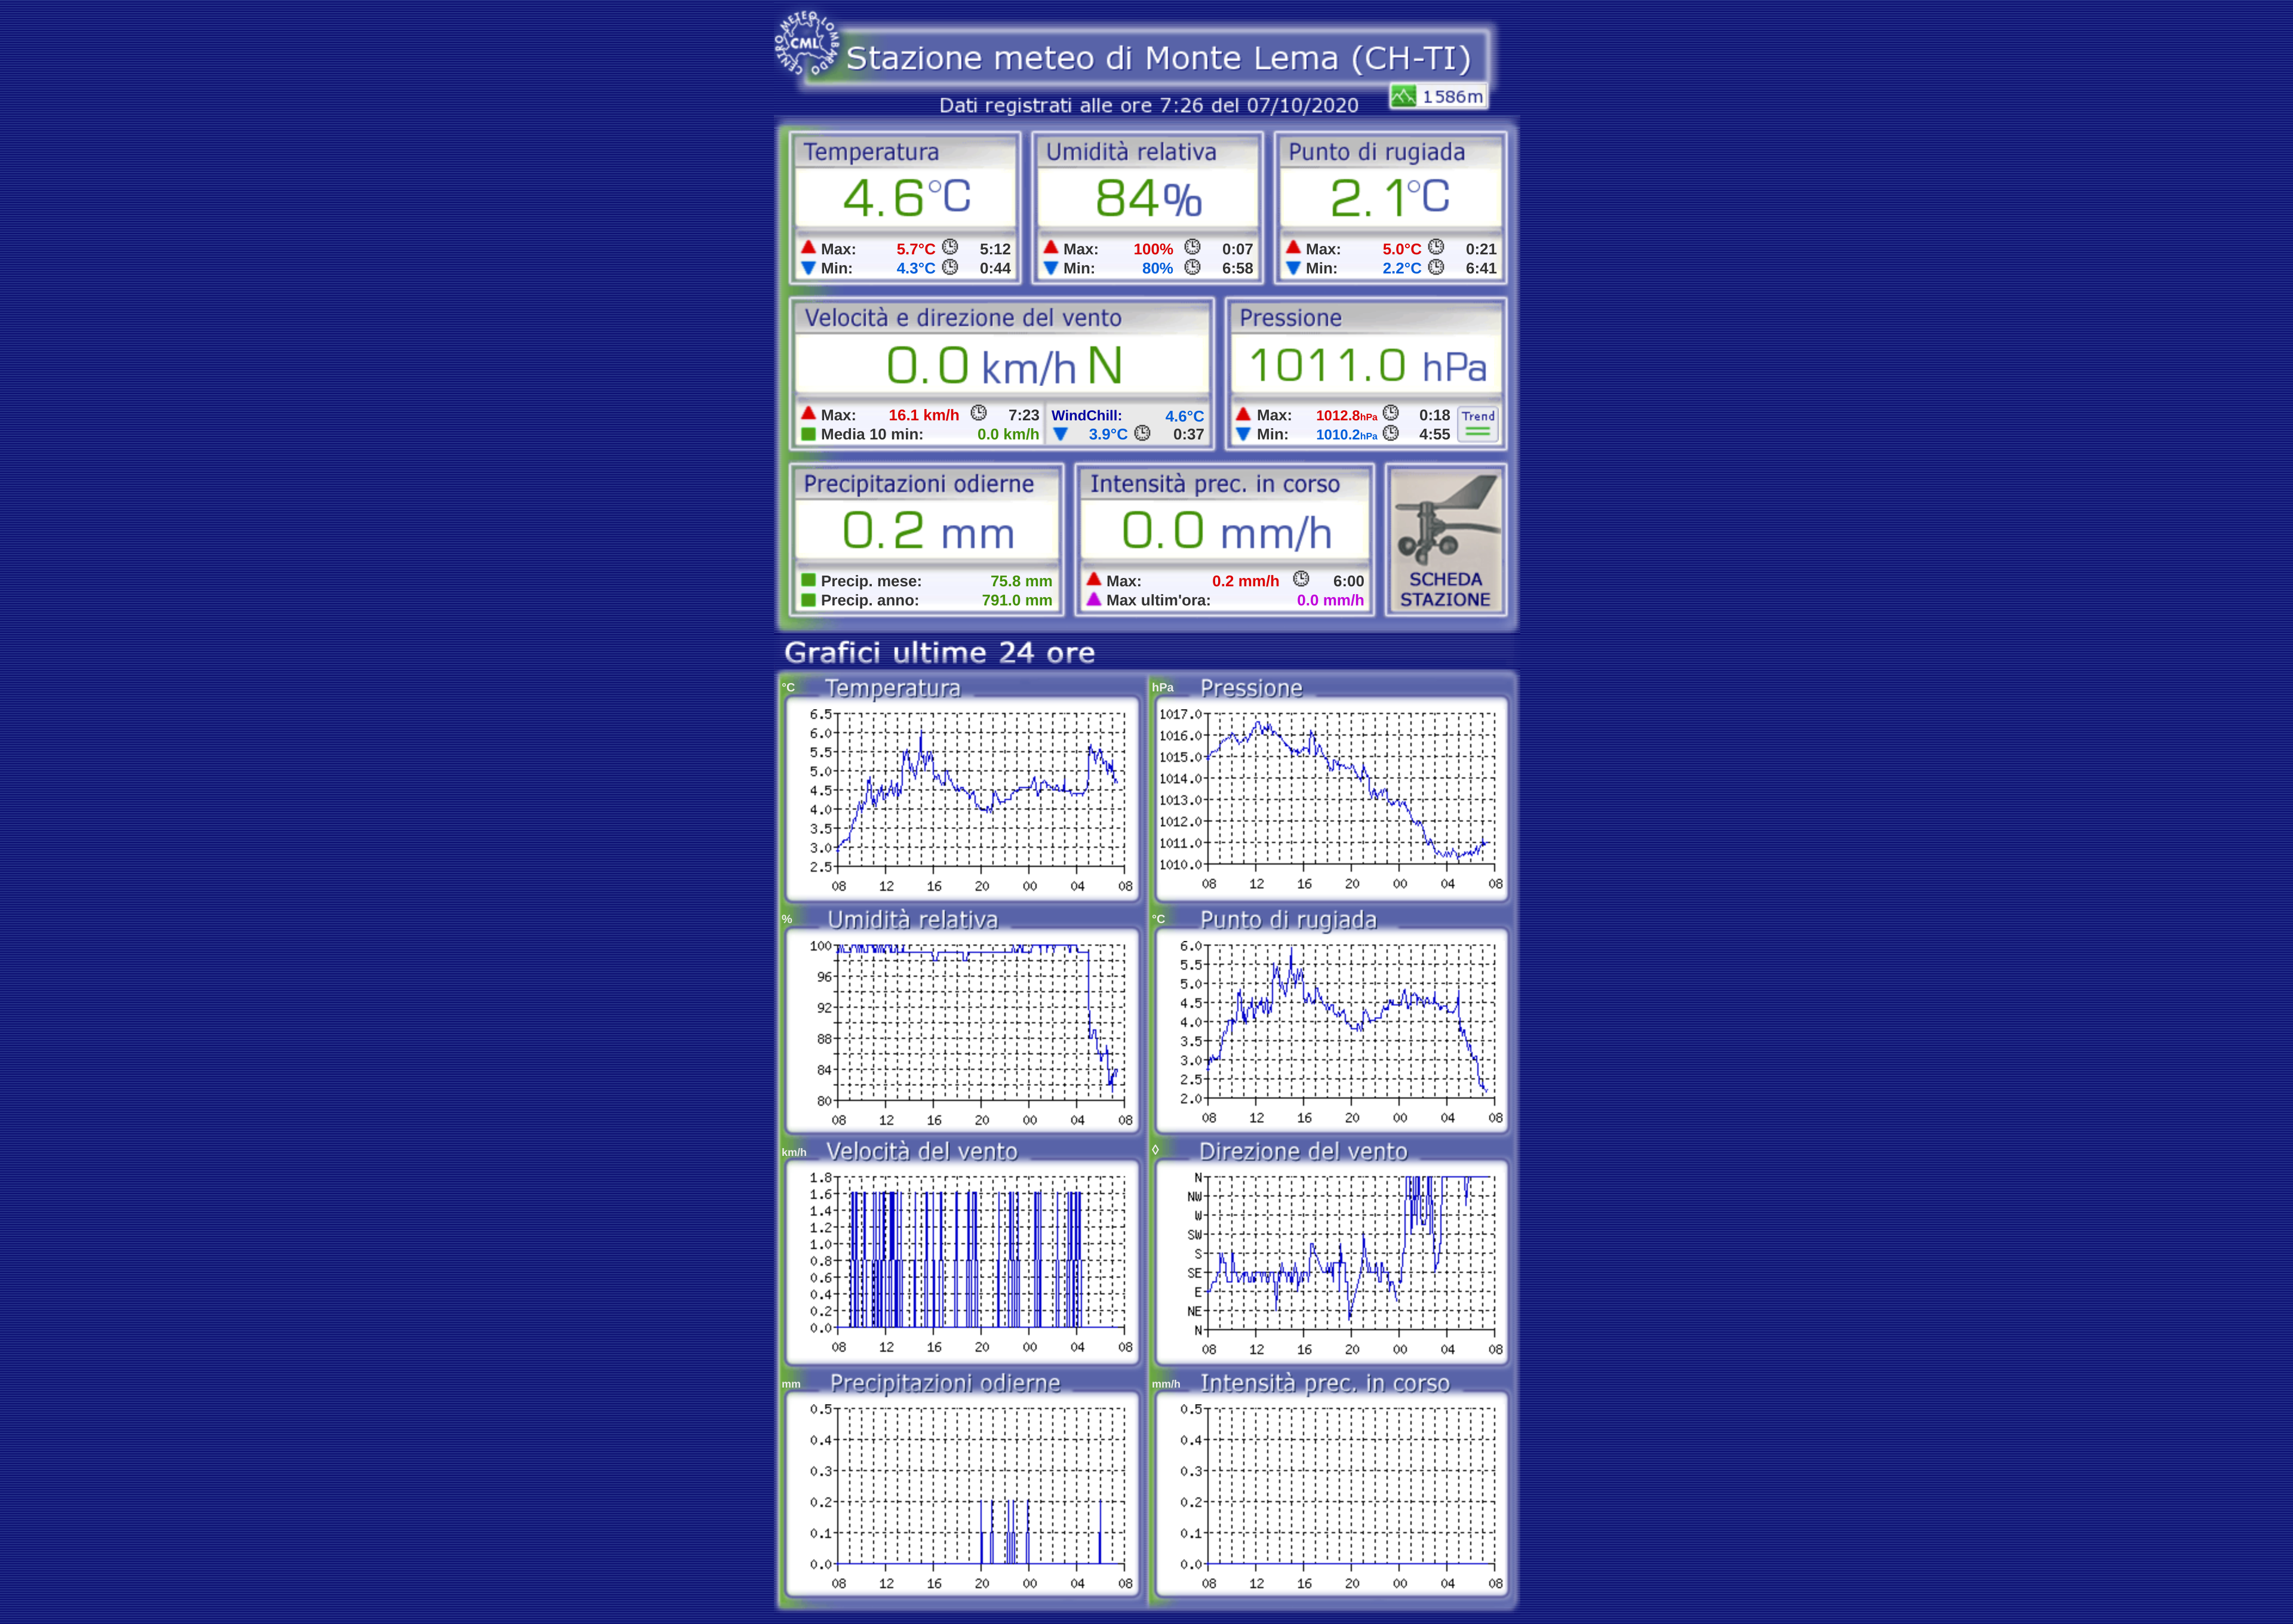 CENTRO METEO LOMBARDO
CML
Stazione meteo di Monte Lema (CH-TI)
1586m
Dati registrati alle ore 7:26 del 07/10/2020
Temperatura
4.6°C
Max: 5.7°C 5:12
Min: 4.3°C 0:44
Umidità relativa
84%
Max: 100% 0:07
Min: 80% 6:58
Punto di rugiada
2.1°C
Max: 5.0°C 0:21
Min: 2.2°C 6:41
Velocità e direzione del vento
0.0 km/h N
Max: 16.1 km/h 7:23
Media 10 min: 0.0 km/h
WindChill: 4.6°C
3.9°C 0:37
Pressione
1011.0 hPa
Max: 1012.8hPa 0:18
Min: 1010.2hPa 4:55
Trend
Precipitazioni odierne
0.2 mm
Precip. mese: 75.8 mm
Precip. anno: 791.0 mm
Intensità prec. in corso
0.0 mm/h
Max: 0.2 mm/h 6:00
Max ultim'ora: 0.0 mm/h
SCHEDA
STAZIONE
Grafici ultime 24 ore
°C Temperatura
6.5
6.0
5.5
5.0
4.5
4.0
3.5
3.0
2.5
08 12 16 20 00 04 08
hPa Pressione
1017.0
1016.0
1015.0
1014.0
1013.0
1012.0
1011.0
1010.0
08 12 16 20 00 04 08
% Umidità relativa
100
96
92
88
84
80
08 12 16 20 00 04 08
°C Punto di rugiada
6.0
5.5
5.0
4.5
4.0
3.5
3.0
2.5
2.0
08 12 16 20 00 04 08
km/h Velocità del vento
1.8
1.6
1.4
1.2
1.0
0.8
0.6
0.4
0.2
0.0
08 12 16 20 00 04 08
◊ Direzione del vento
N
NW
W
SW
S
SE
E
NE
N
08 12 16 20 00 04 08
mm Precipitazioni odierne
0.5
0.4
0.3
0.2
0.1
0.0
08 12 16 20 00 04 08
mm/h Intensità prec. in corso
0.5
0.4
0.3
0.2
0.1
0.0
08 12 16 20 00 04 08